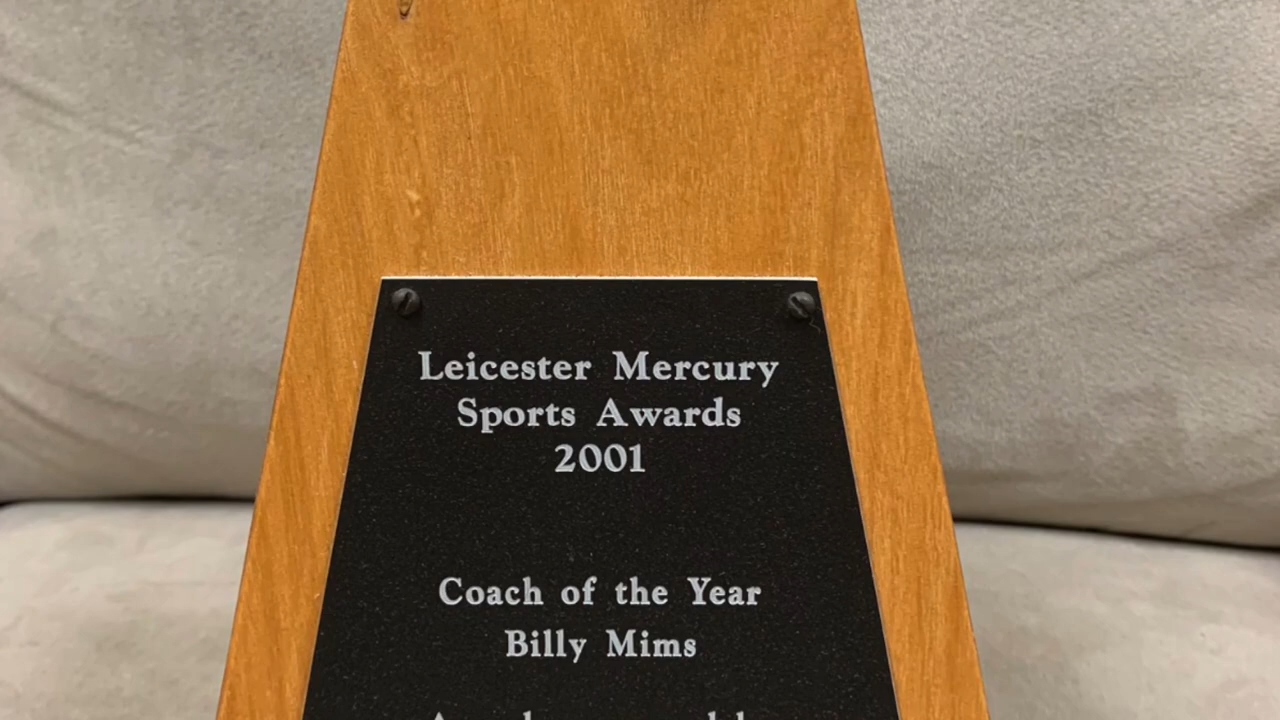 Leicester Mercury
Sports Awards
2001
Coach of the Year
Billy Mims